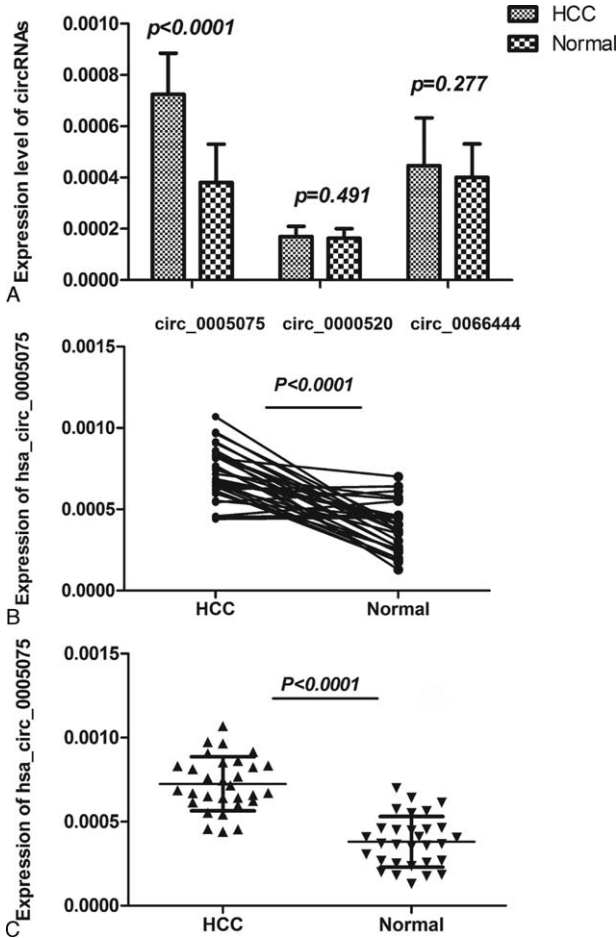 HCC
Normal
Expression level of circRNAs
0.0010
0.0008
0.0006
0.0004
0.0002
0.0000
p<0.0001
p=0.491
p=0.277
A
circ_0005075 circ_0000520 circ_0066444
Expression of hsa_circ_0005075
0.0015
0.0010
0.0005
0.0000
P<0.0001
HCC Normal
B
Expression of hsa_circ_0005075
0.0015
0.0010
0.0005
0.0000
P<0.0001
HCC Normal
C